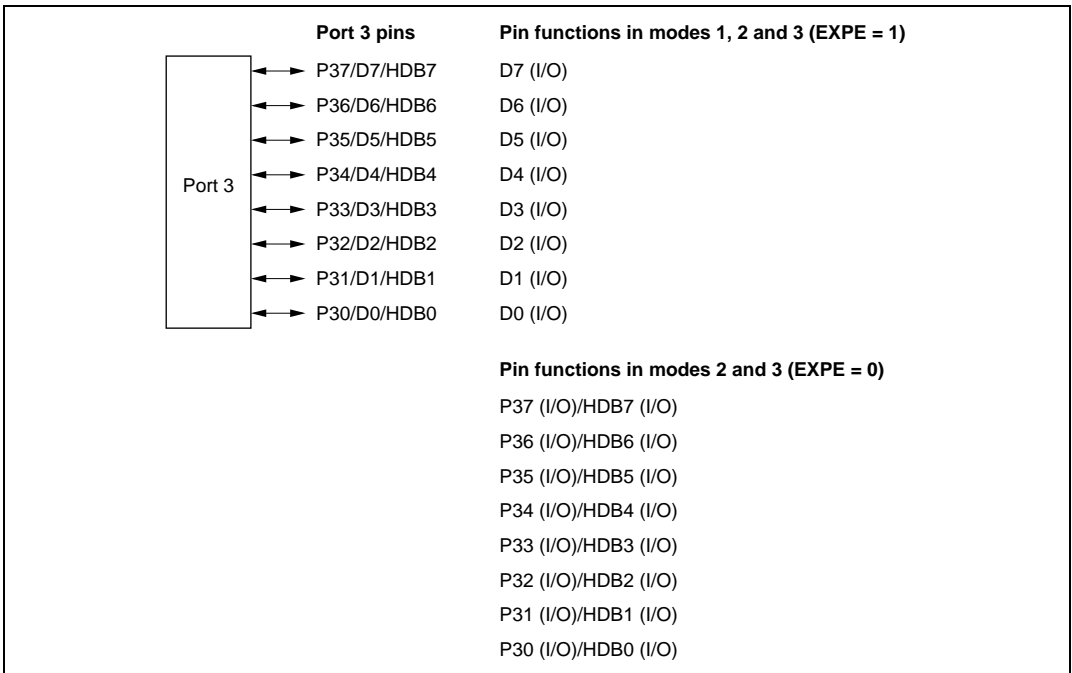 Port 3 pins Pin functions in modes 1, 2 and 3 (EXPE = 1)
P37/D7/HDB7 D7 (I/O)
P36/D6/HDB6 D6 (I/O)
P35/D5/HDB5 D5 (I/O)
P34/D4/HDB4 D4 (I/O)
Port 3
P33/D3/HDB3 D3 (I/O)
P32/D2/HDB2 D2 (I/O)
P31/D1/HDB1 D1 (I/O)
P30/D0/HDB0 D0 (I/O)
Pin functions in modes 2 and 3 (EXPE = 0)
P37 (I/O)/HDB7 (I/O)
P36 (I/O)/HDB6 (I/O)
P35 (I/O)/HDB5 (I/O)
P34 (I/O)/HDB4 (I/O)
P33 (I/O)/HDB3 (I/O)
P32 (I/O)/HDB2 (I/O)
P31 (I/O)/HDB1 (I/O)
P30 (I/O)/HDB0 (I/O)